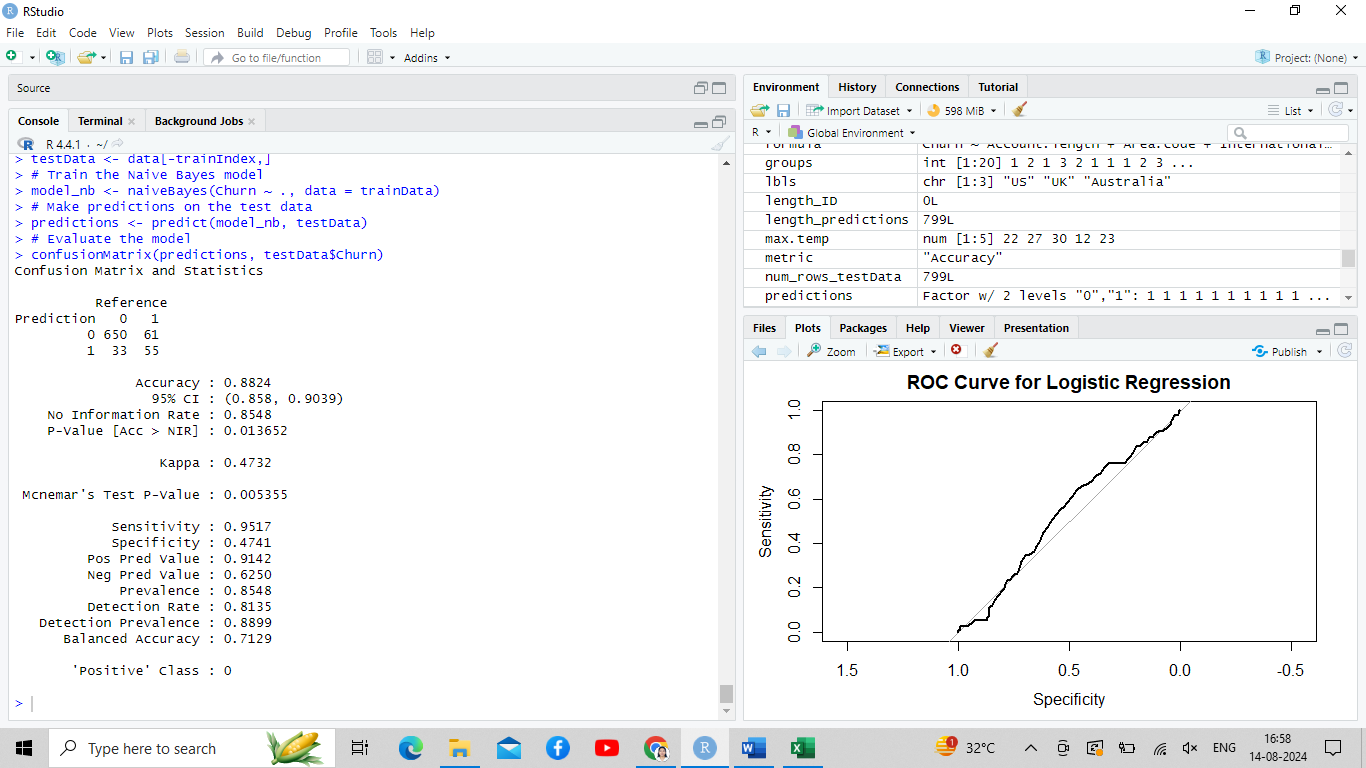 RStudio
File Edit Code View Plots Session Build Debug Profile Tools Help
Go to file/function Addins Project: (None)
Source
Console Terminal Background Jobs
R 4.4.1 · ~/
> testData <- data[-trainIndex,]
> # Train the Naive Bayes model
> model_nb <- naiveBayes(Churn ~ ., data = trainData)
> # Make predictions on the test data
> predictions <- predict(model_nb, testData)
> # Evaluate the model
> confusionMatrix(predictions, testData$Churn)
Confusion Matrix and Statistics
Reference
Prediction 0 1
0 650 61
1 33 55
Accuracy : 0.8824
95% CI : (0.858, 0.9039)
No Information Rate : 0.8548
P-Value [Acc > NIR] : 0.013652
Kappa : 0.4732
Mcnemar's Test P-Value : 0.005355
Sensitivity : 0.9517
Specificity : 0.4741
Pos Pred Value : 0.9142
Neg Pred Value : 0.6250
Prevalence : 0.8548
Detection Rate : 0.8135
Detection Prevalence : 0.8899
Balanced Accuracy : 0.7129
'Positive' Class : 0
>
Environment History Connections Tutorial
Import Dataset 598 MiB List
R Global Environment
formula Churn ~ Account.length + Area.Code + International…
groups int [1:20] 1 2 1 3 2 1 1 1 2 3 ...
lbls chr [1:3] "US" "UK" "Australia"
length_ID 0L
length_predictions 799L
max.temp num [1:5] 22 27 30 12 23
metric "Accuracy"
num_rows_testData 799L
predictions Factor w/ 2 levels "0","1": 1 1 1 1 1 1 1 1 1 1 ...
Files Plots Packages Help Viewer Presentation
Zoom Export Publish
ROC Curve for Logistic Regression
Sensitivity
1.0
0.8
0.6
0.4
0.2
0.0
1.5 1.0 0.5 0.0 -0.5
Specificity
Type here to search
1
32°C
ENG
16:58
14-08-2024